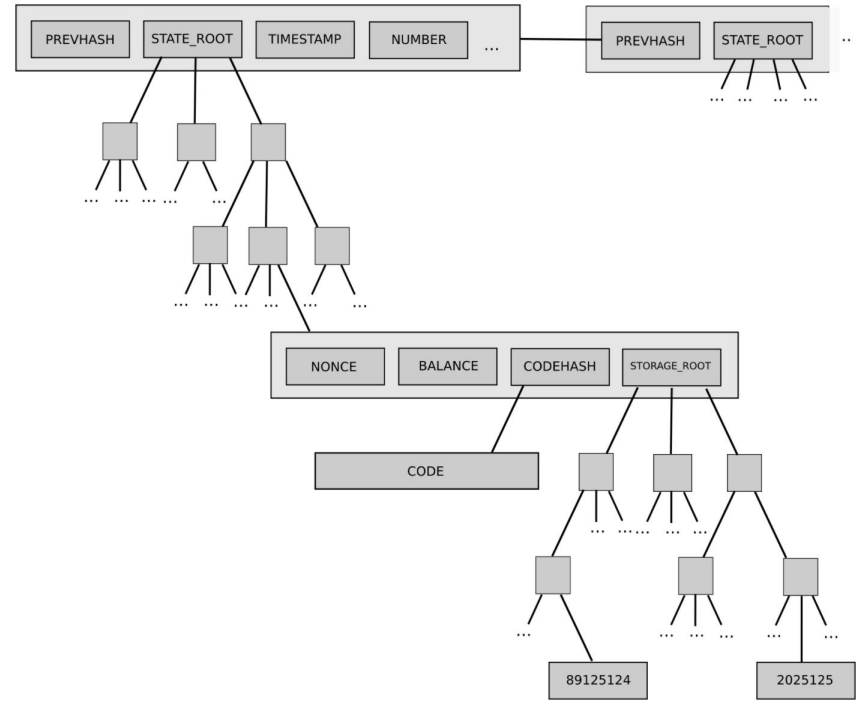 PREVHASH STATE_ROOT TIMESTAMP NUMBER ... PREVHASH STATE_ROOT ..
... ... ... ...
... ... ... ... ...
... ... ... ... ... ...
NONCE BALANCE CODEHASH STORAGE_ROOT
CODE
... ... ... ... ...
... ... ... ... ... ...
89125124 2025125